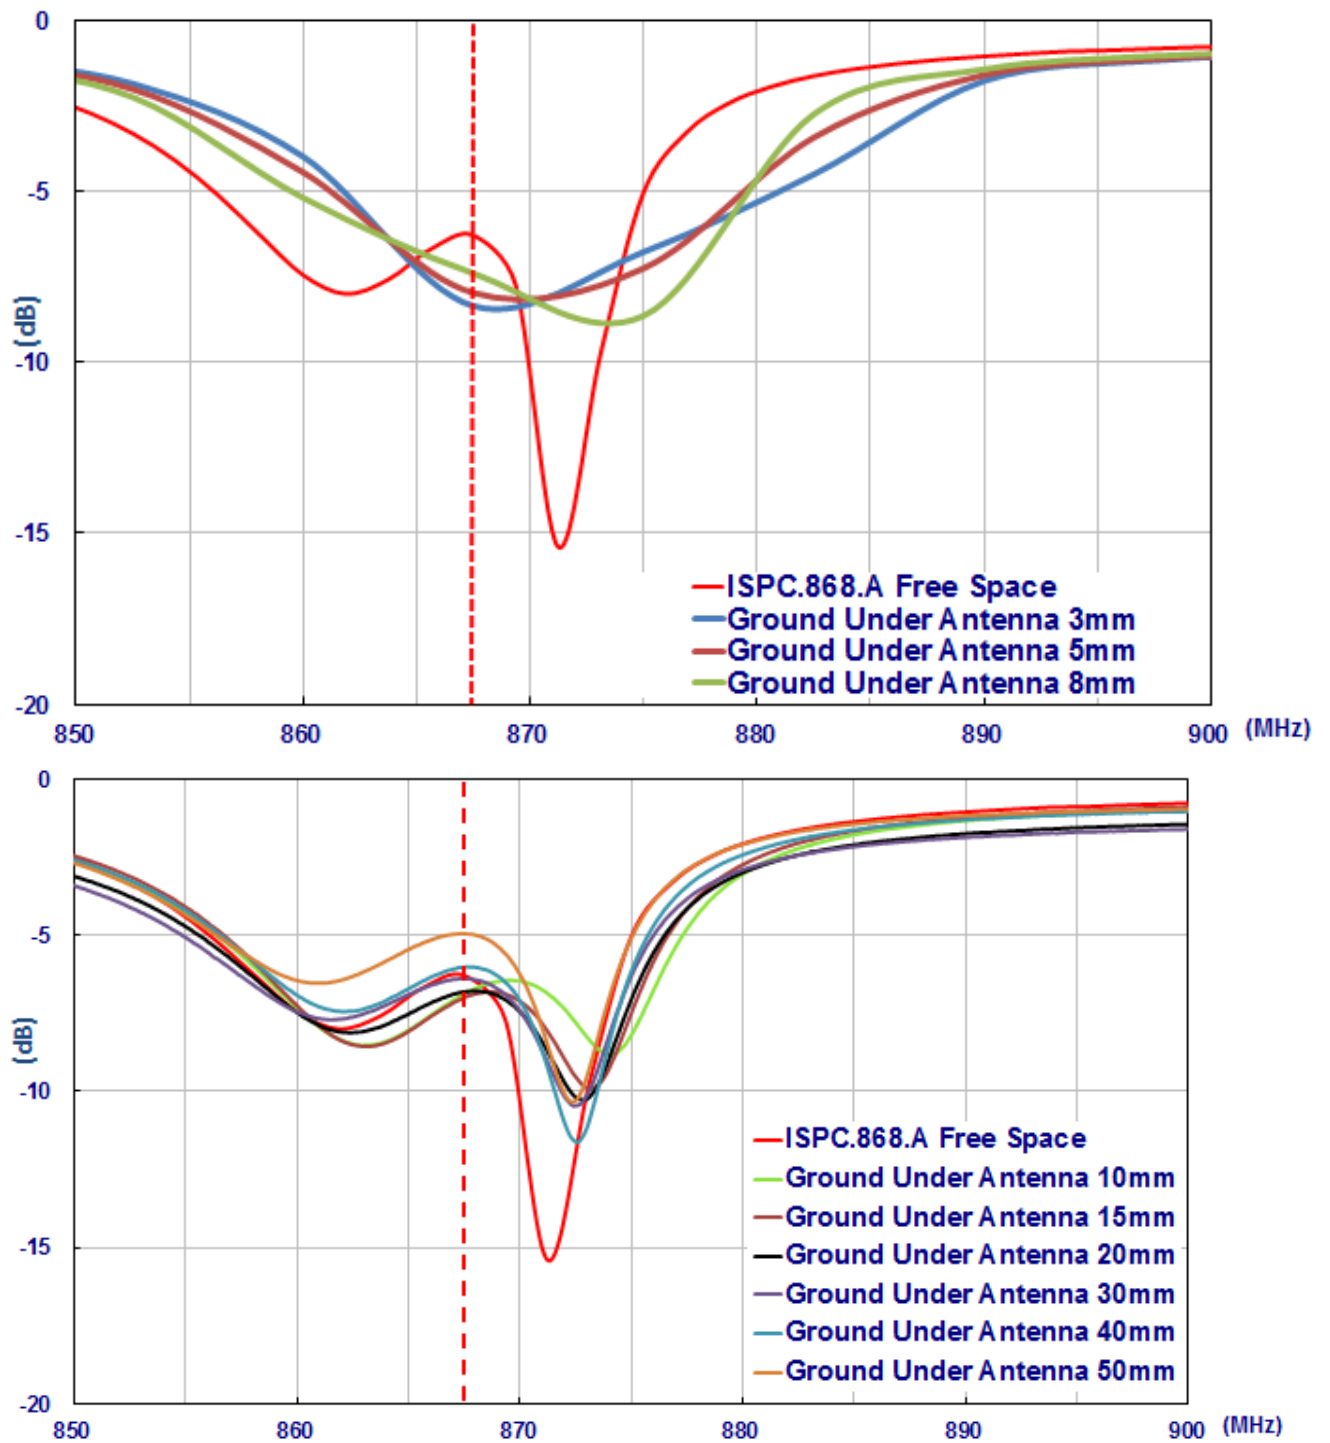 0
-5
(dB)
-10
-15
ISPC.868.A Free Space
Ground Under Antenna 3mm
Ground Under Antenna 5mm
Ground Under Antenna 8mm
-20
850 860 870 880 890 900 (MHz)
0
-5
(dB)
-10
ISPC.868.A Free Space
Ground Under Antenna 10mm
Ground Under Antenna 15mm
-15
Ground Under Antenna 20mm
Ground Under Antenna 30mm
Ground Under Antenna 40mm
Ground Under Antenna 50mm
-20
850 860 870 880 890 900 (MHz)